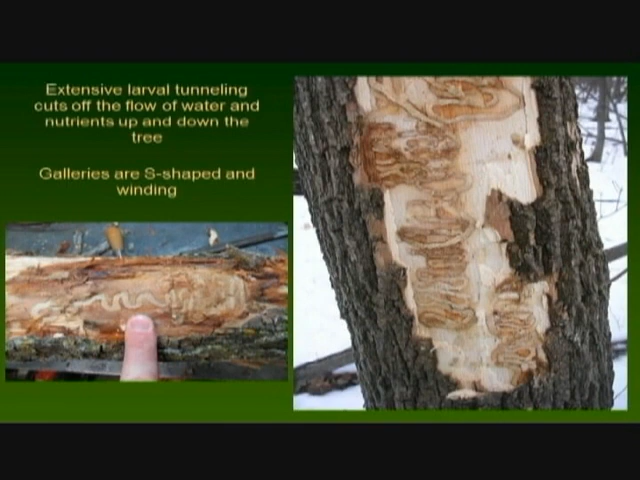 Extensive larval tunneling
cuts off the flow of water and
nutrients up and down the
tree
Galleries are S-shaped and
winding